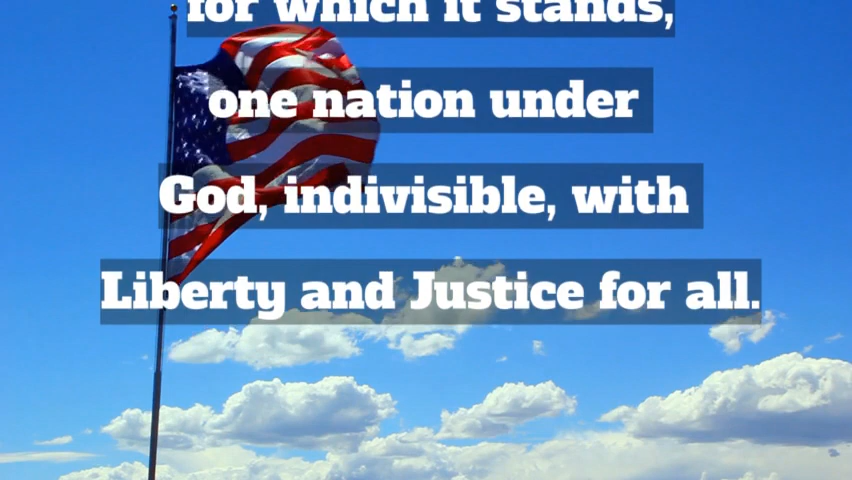 for which it stands,
one nation under
God, indivisible, with
Liberty and Justice for all.